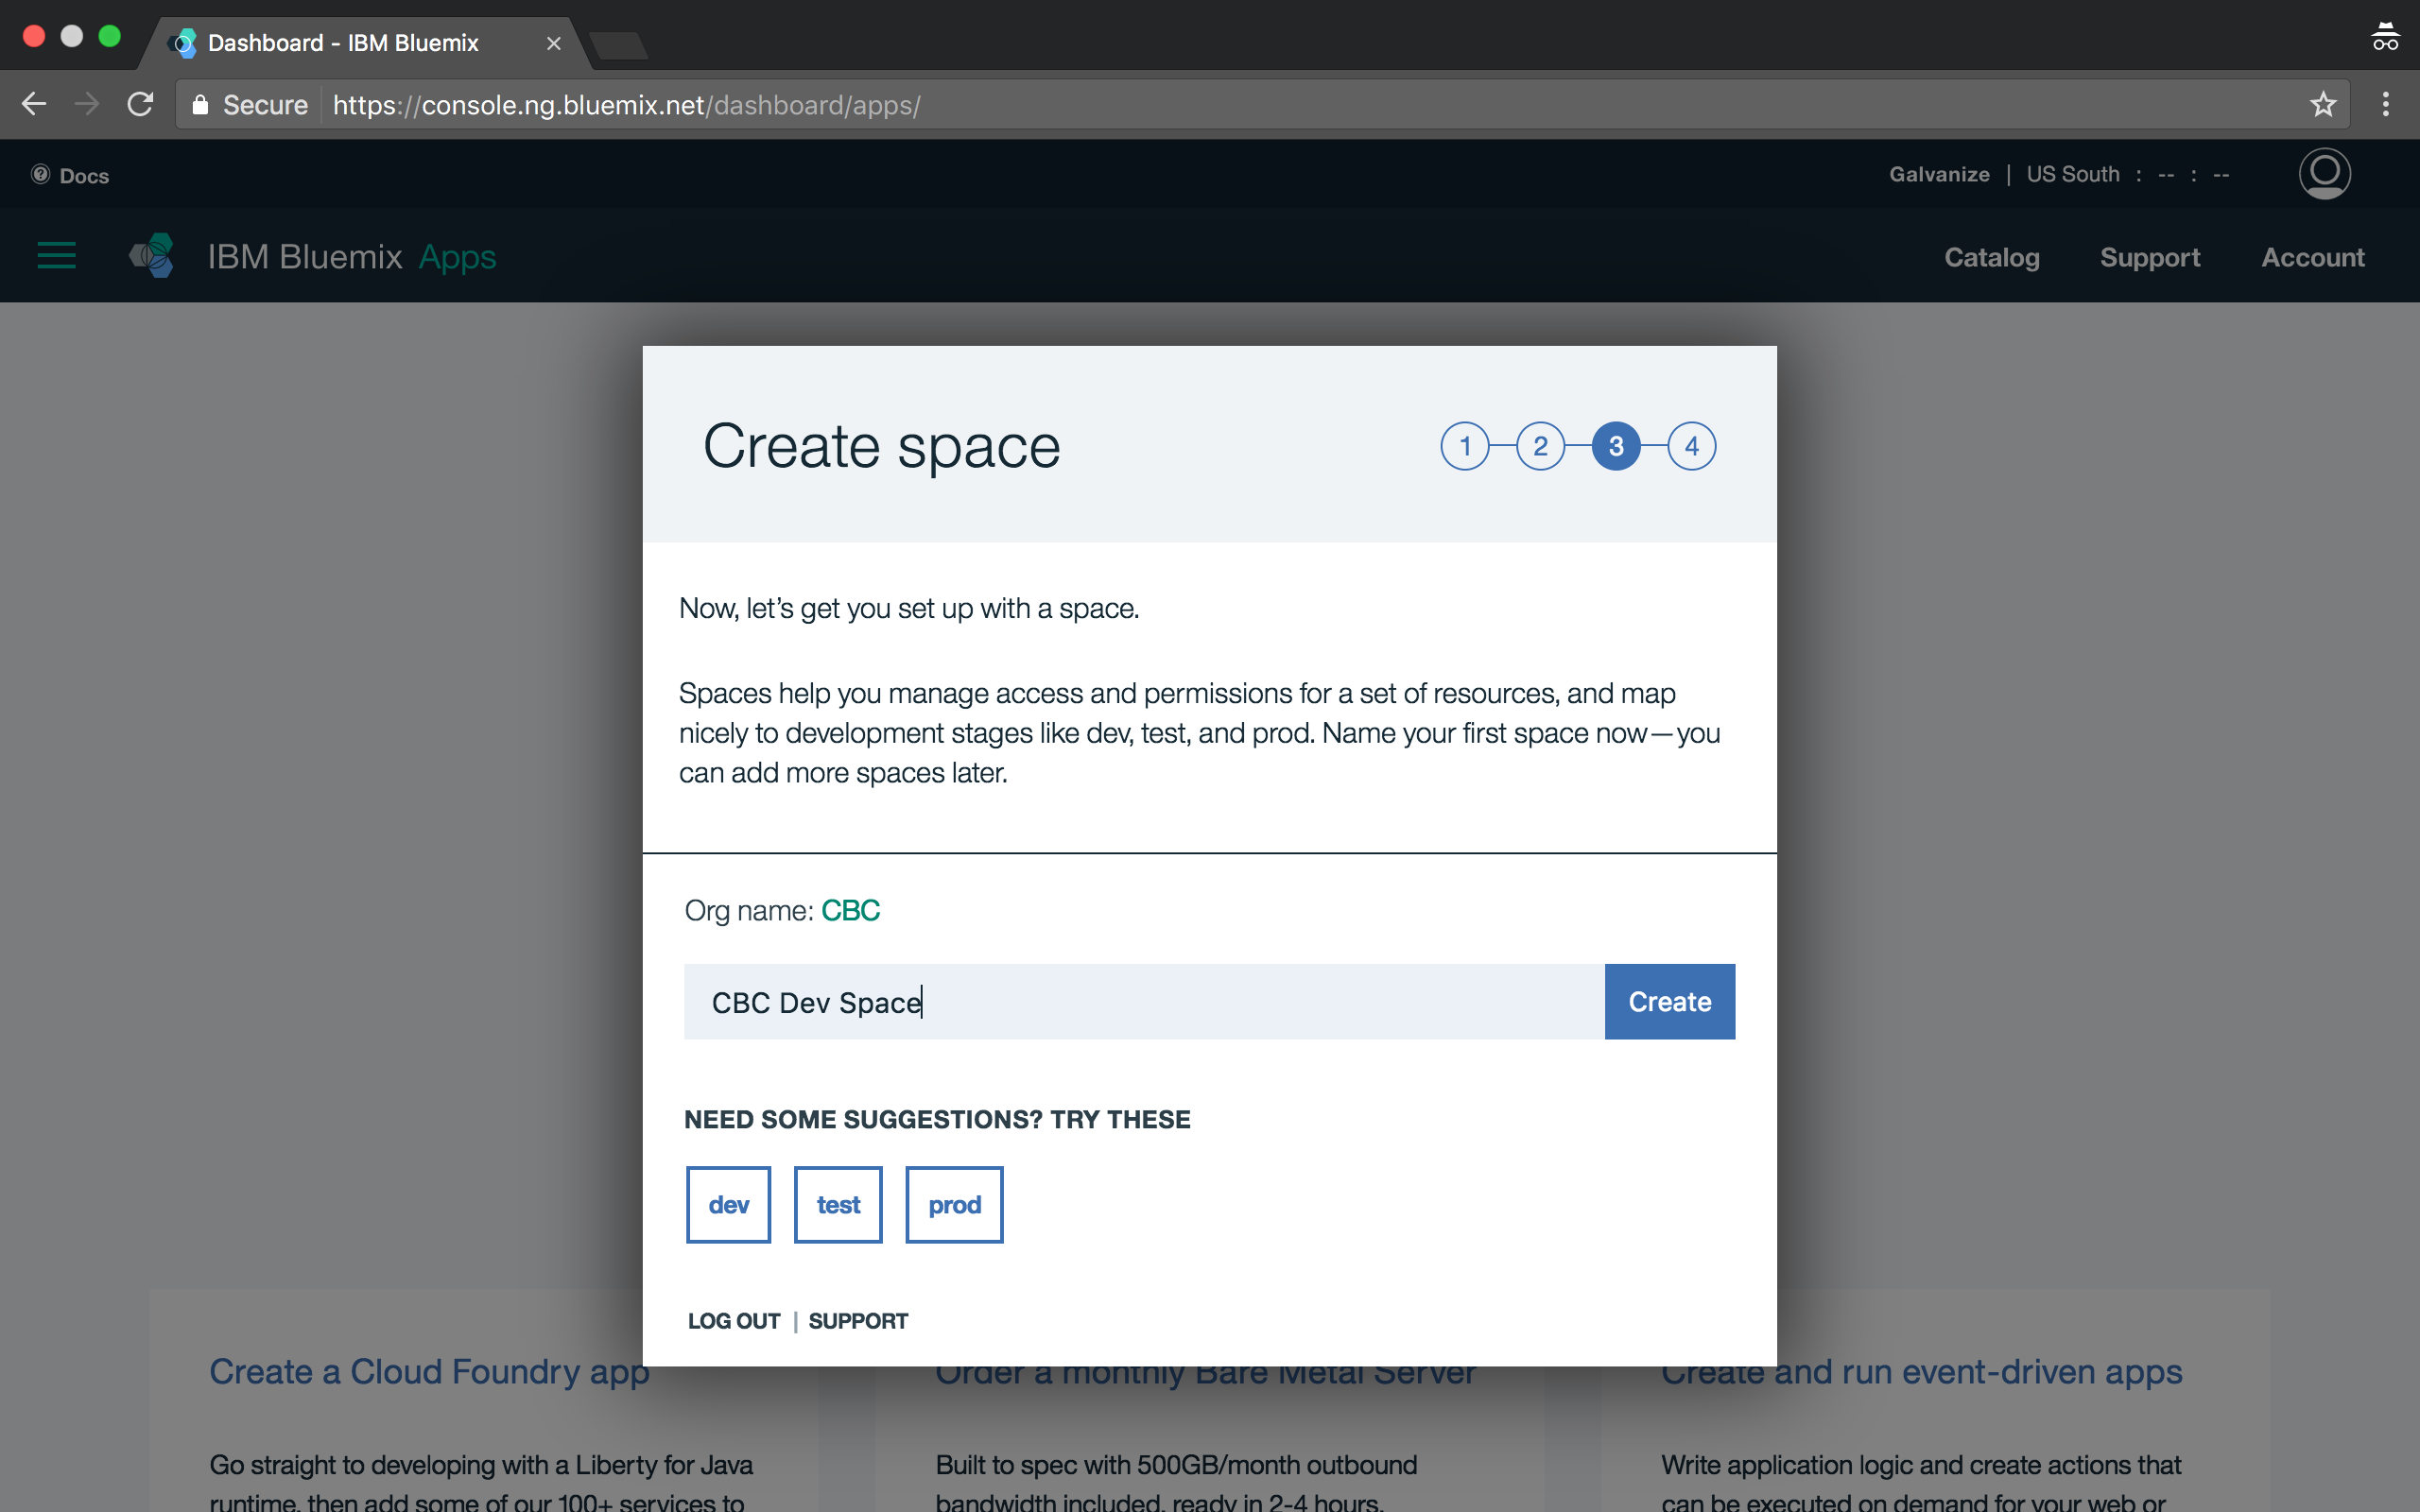 Dashboard - IBM Bluemix
Secure
https://console.ng.bluemix.net/dashboard/apps/
Docs
Galvanize | US South : -- : --
IBM Bluemix Apps
Catalog
Support
Account
Create space
1
2
3
4
Now, let’s get you set up with a space.
Spaces help you manage access and permissions for a set of resources, and map
nicely to development stages like dev, test, and prod. Name your first space now—you
can add more spaces later.
Org name: CBC
CBC Dev Space
Create
NEED SOME SUGGESTIONS? TRY THESE
dev
test
prod
LOG OUT | SUPPORT
Create a Cloud Foundry app
Go straight to developing with a Liberty for Java
runtime, then add some of our 100+ services to
Order a monthly Bare Metal Server
Built to spec with 500GB/month outbound
bandwidth included, ready in 2-4 hours.
Create and run event-driven apps
Write application logic and create actions that
can be executed on demand for your web or